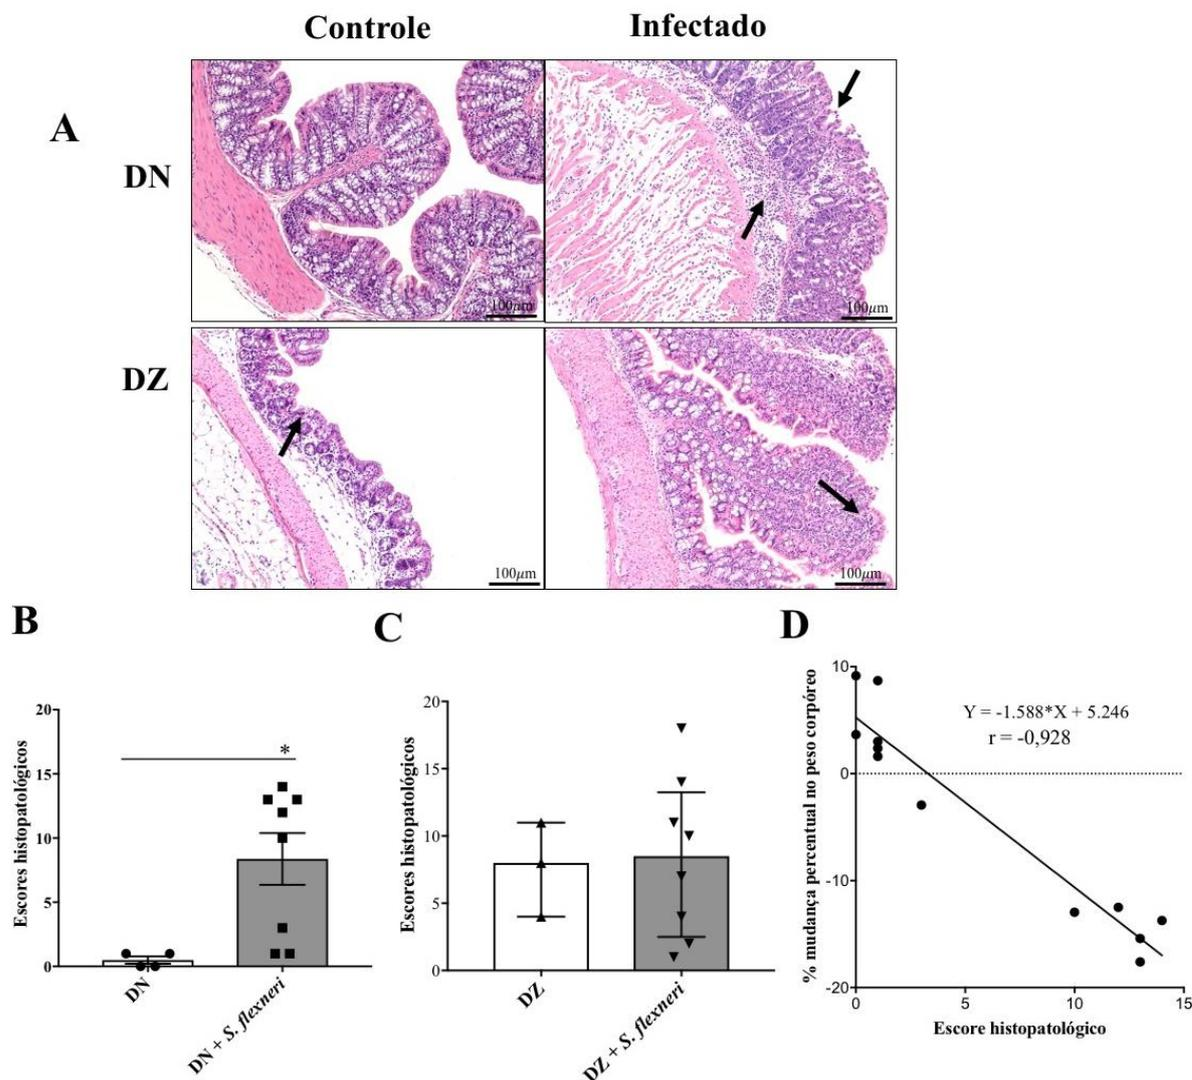 Controle
Infectado
A
DN
100µm
100µm
DZ
100µm
100µm
B
C
D
Escores histopatológicos
20
15
10
5
0
*
DN
DN + S. flexneri
Escores histopatológicos
20
15
10
5
0
DZ
DZ + S. flexneri
% mudança percentual no peso corpóreo
10
0
-10
-20
Y = -1.588*X + 5.246
r = -0,928
0
5
10
15
Escore histopatológico